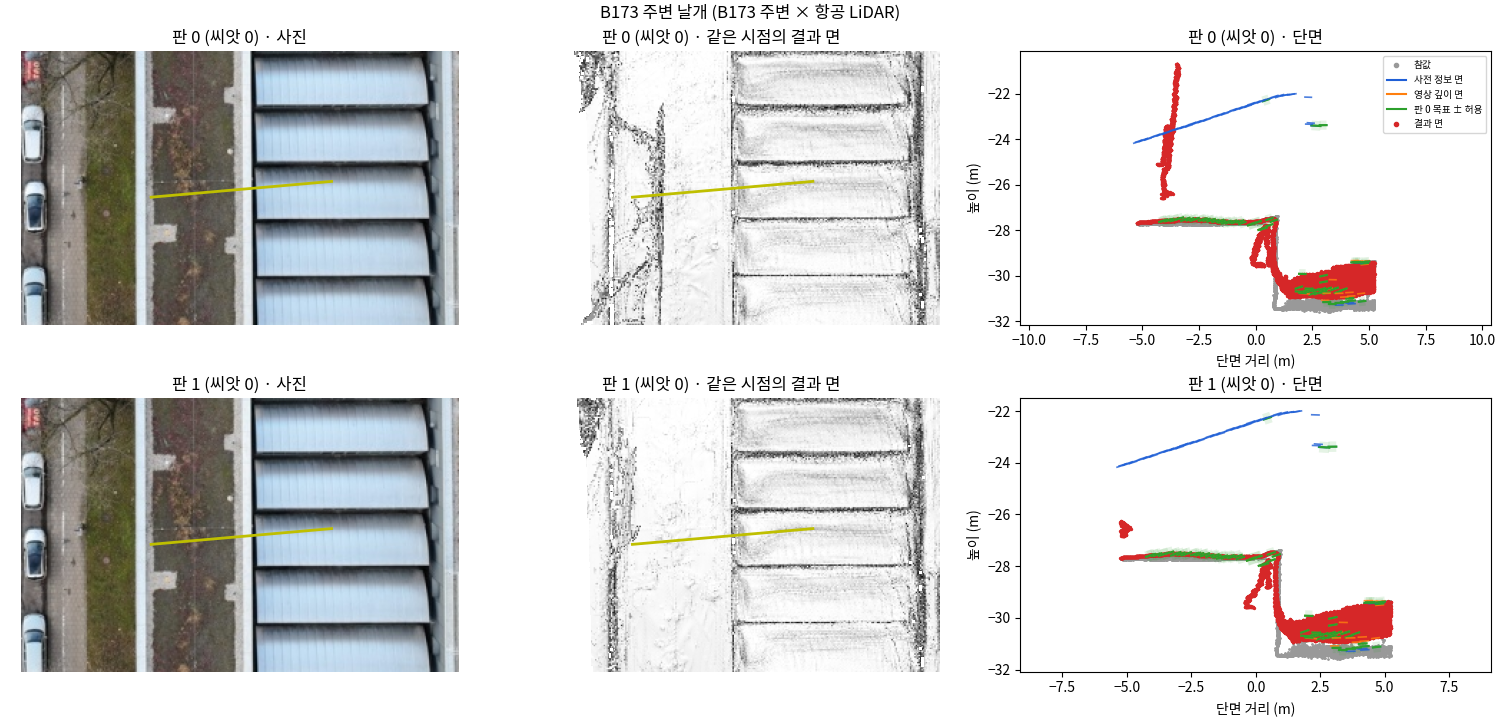 B173 주변 날개 (B173 주변 × 항공 LiDAR)
판 0 (씨앗 0) · 사진
판 0 (씨앗 0) · 같은 시점의 결과 면
판 0 (씨앗 0) · 단면
참값
사전 정보 면
영상 깊이 면
판 0 목표 ± 허용
결과 면
높이 (m)
−22
−24
−26
−28
−30
−32
−10.0 −7.5 −5.0 −2.5 0.0 2.5 5.0 7.5 10.0
단면 거리 (m)
판 1 (씨앗 0) · 사진
판 1 (씨앗 0) · 같은 시점의 결과 면
판 1 (씨앗 0) · 단면
높이 (m)
−22
−24
−26
−28
−30
−32
−7.5 −5.0 −2.5 0.0 2.5 5.0 7.5
단면 거리 (m)